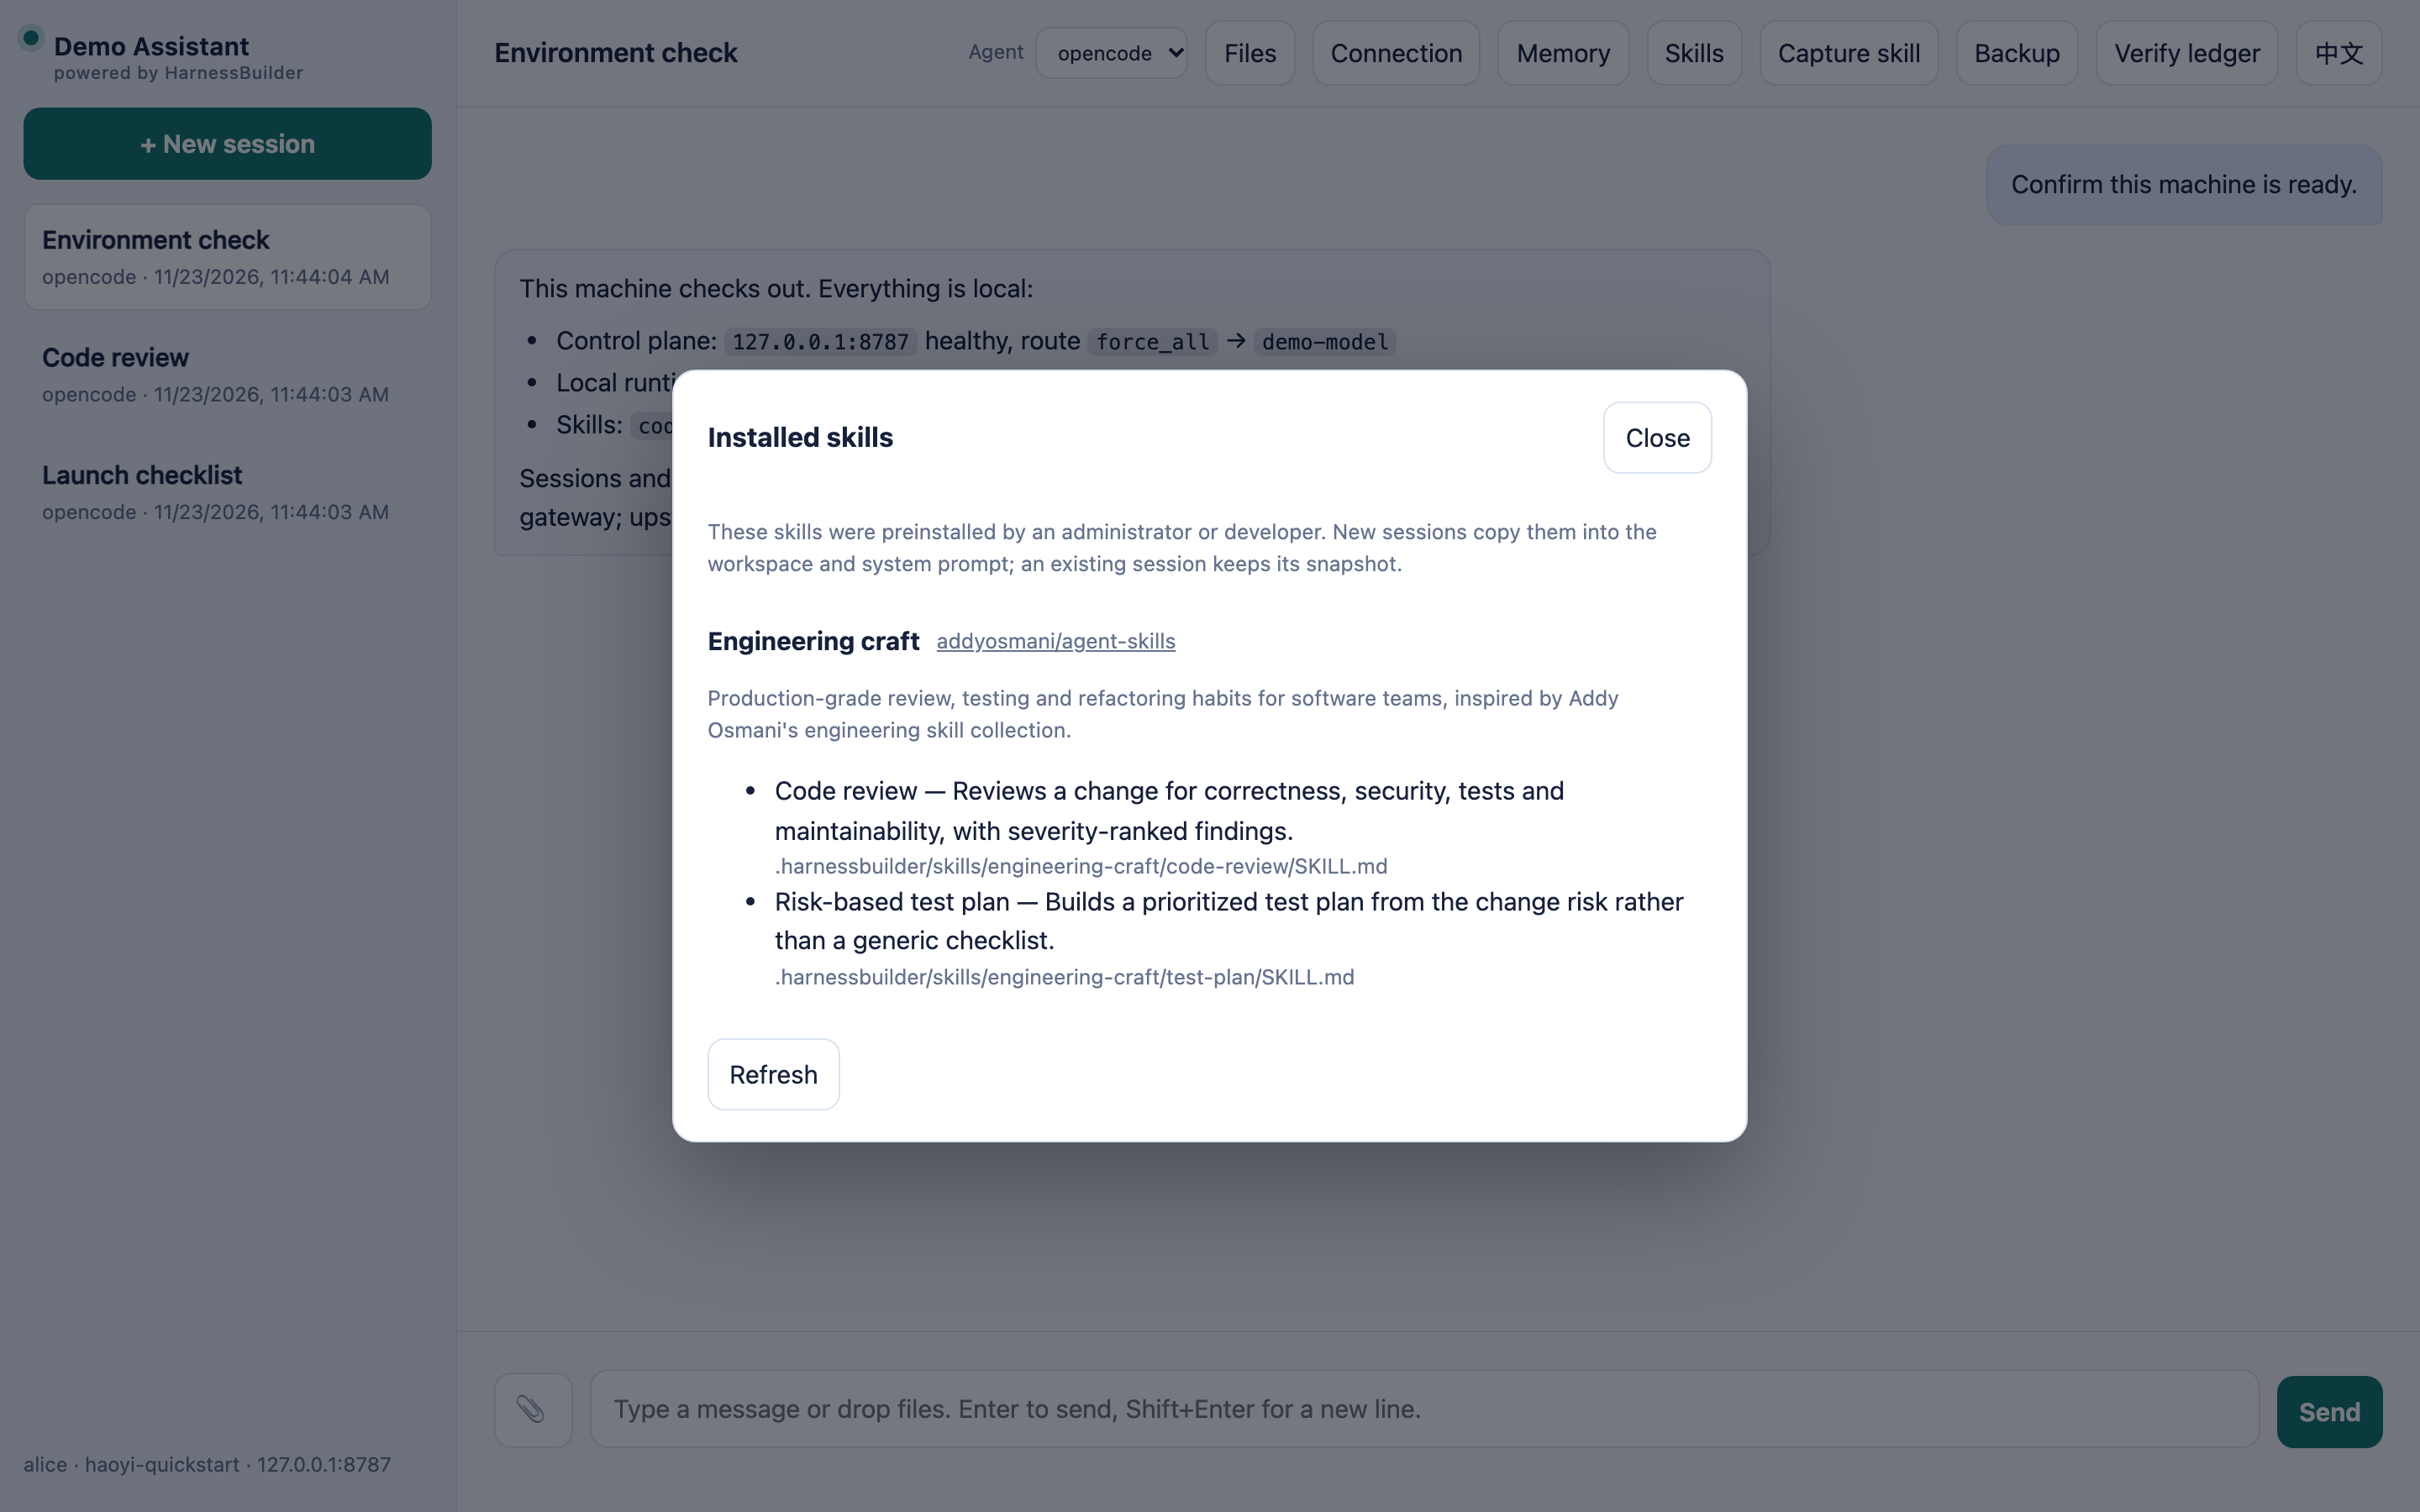 Demo Assistant
powered by HarnessBuilder
+ New session
Environment check
opencode · 11/23/2026, 11:44:04 AM
Code review
opencode · 11/23/2026, 11:44:03 AM
Launch checklist
opencode · 11/23/2026, 11:44:03 AM
alice · haoyi-quickstart · 127.0.0.1:8787
Environment check
Agent opencode Files Connection Memory Skills Capture skill Backup Verify ledger 中文
Confirm this machine is ready.
This machine checks out. Everything is local:
• Control plane: 127.0.0.1:8787 healthy, route force_all → demo-model
• Local
• Skills:
Sessions and
gateway;
Installed skills
Close
These skills were preinstalled by an administrator or developer. New sessions copy them into the
workspace and system prompt; an existing session keeps its snapshot.
Engineering craft addyosmani/agent-skills
Production-grade review, testing and refactoring habits for software teams, inspired by Addy
Osmani's engineering skill collection.
• Code review — Reviews a change for correctness, security, tests and
maintainability, with severity-ranked findings.
.harnessbuilder/skills/engineering-craft/code-review/SKILL.md
• Risk-based test plan — Builds a prioritized test plan from the change risk rather
than a generic checklist.
.harnessbuilder/skills/engineering-craft/test-plan/SKILL.md
Refresh
Type a message or drop files. Enter to send, Shift+Enter for a new line.
Send